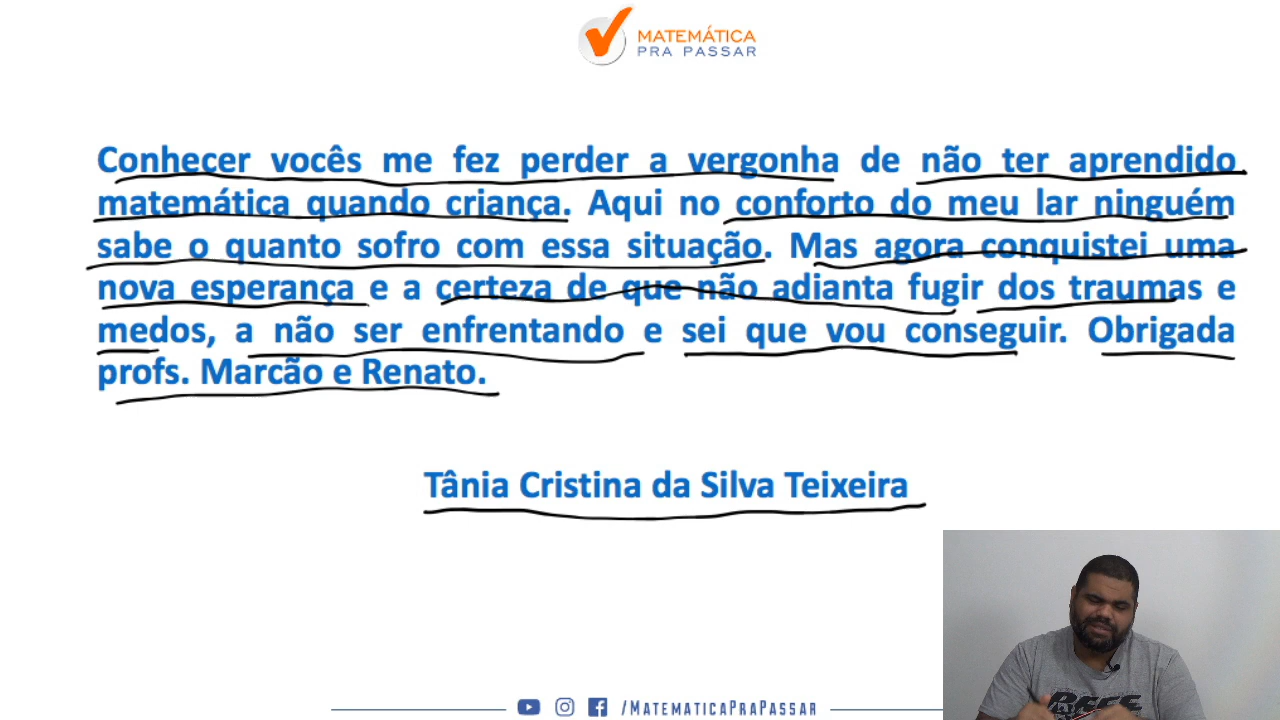 MATEMÁTICA
PRA PASSAR
Conhecer vocês me fez perder a vergonha de não ter aprendido
matemática quando criança. Aqui no conforto do meu lar ninguém
sabe o quanto sofro com essa situação. Mas agora conquistei uma
nova esperança e a certeza de que não adianta fugir dos traumas e
medos, a não ser enfrentando e sei que vou conseguir. Obrigada
profs. Marcão e Renato.
Tânia Cristina da Silva Teixeira
/MATEMATICAPRAPASSAR